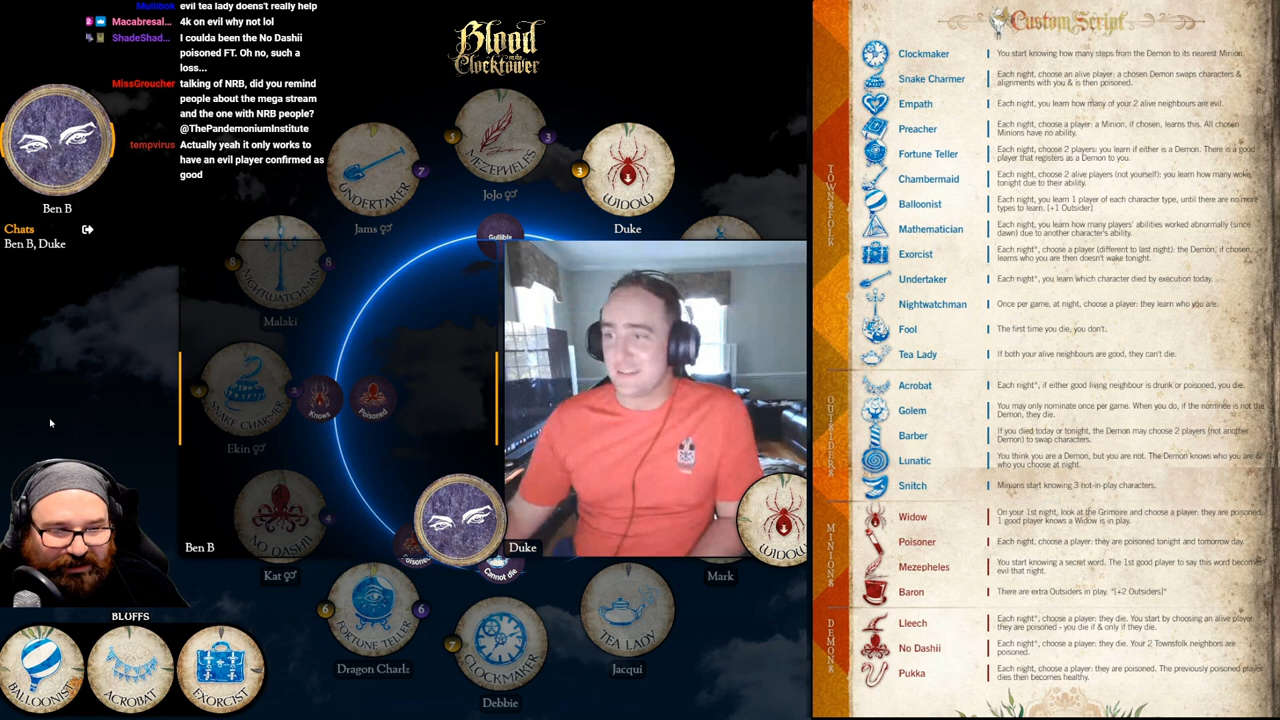 Mullibok evil tea lady doens't really help
Macabresal... 4k on evil why not lol
ShadeShad... I coulda been the No Dashii
poisoned FT. Oh no, such a
loss...
MissGroucher talking of NRB, did you remind
people about the mega stream
and the one with NRB people?
@ThePandemoniumInstitute
tempvirus Actually yeah it only works to
have an evil player confirmed as
good
Ben B
Chats
Ben B, Duke
Blood
on the
Clocktower
UNDERTAKER
7
Jams
5
MEZEPHELES
3
JoJo
3
WIDOW
Duke
Gullible
8
NIGHTWATCHMAN
8
Malaki
4
SNAKE CHARMER
2
Ekin
Knows
Poisoned
NO DASHII
4
Kat
Ben B
Duke
WIDOW
Cannot die
Mark
6
FORTUNE TELLER
6
Dragon Charlz
7
CLOCKMAKER
Debbie
TEA LADY
Jacqui
BLUFFS
BALLOONIST
ACROBAT
EXORCIST
Custom Script
TOWNSFOLK
Clockmaker You start knowing how many steps from the Demon to its nearest Minion.
Snake Charmer Each night, choose an alive player: a chosen Demon swaps characters &
alignments with you & is then poisoned.
Empath Each night, you learn how many of your 2 alive neighbours are evil.
Preacher Each night, choose a player: a Minion, if chosen, learns this. All chosen
Minions have no ability.
Fortune Teller Each night, choose 2 players: you learn if either is a Demon. There is a good
player that registers as a Demon to you.
Chambermaid Each night, choose 2 alive players (not yourself): you learn how many woke
tonight due to their ability.
Balloonist Each night, you learn 1 player of each character type, until there are no more
types to learn. [+1 Outsider]
Mathematician Each night, you learn how many players' abilities worked abnormally (since
dawn) due to another character's ability.
Exorcist Each night*, choose a player (different to last night): the Demon, if chosen,
learns who you are then doesn't wake tonight.
Undertaker Each night*, you learn which character died by execution today.
Nightwatchman Once per game, at night, choose a player: they learn who you are.
Fool The first time you die, you don't.
Tea Lady If both your alive neighbours are good, they can't die.
OUTSIDERS
Acrobat Each night*, if either good living neighbour is drunk or poisoned, you die.
Golem You may only nominate once per game. When you do, if the nominee is not the
Demon, they die.
Barber If you died today or tonight, the Demon may choose 2 players (not another
Demon) to swap characters.
Lunatic You think you are a Demon, but you are not. The Demon knows who you are &
who you choose at night.
Snitch Minions start knowing 3 not-in-play characters.
MINIONS
Widow On your 1st night, look at the Grimoire and choose a player: they are poisoned.
1 good player knows a Widow is in play.
Poisoner Each night, choose a player: they are poisoned tonight and tomorrow day.
Mezepheles You start knowing a secret word. The 1st good player to say this word becomes
evil that night.
Baron There are extra Outsiders in play. *[+2 Outsiders]*
DEMONS
Lleech Each night*, choose a player: they die. You start by choosing an alive player:
they are poisoned - you die if & only if they die.
No Dashii Each night*, choose a player: they die. Your 2 Townsfolk neighbors are
poisoned.
Pukka Each night, choose a player: they are poisoned. The previously poisoned player
dies then becomes healthy.